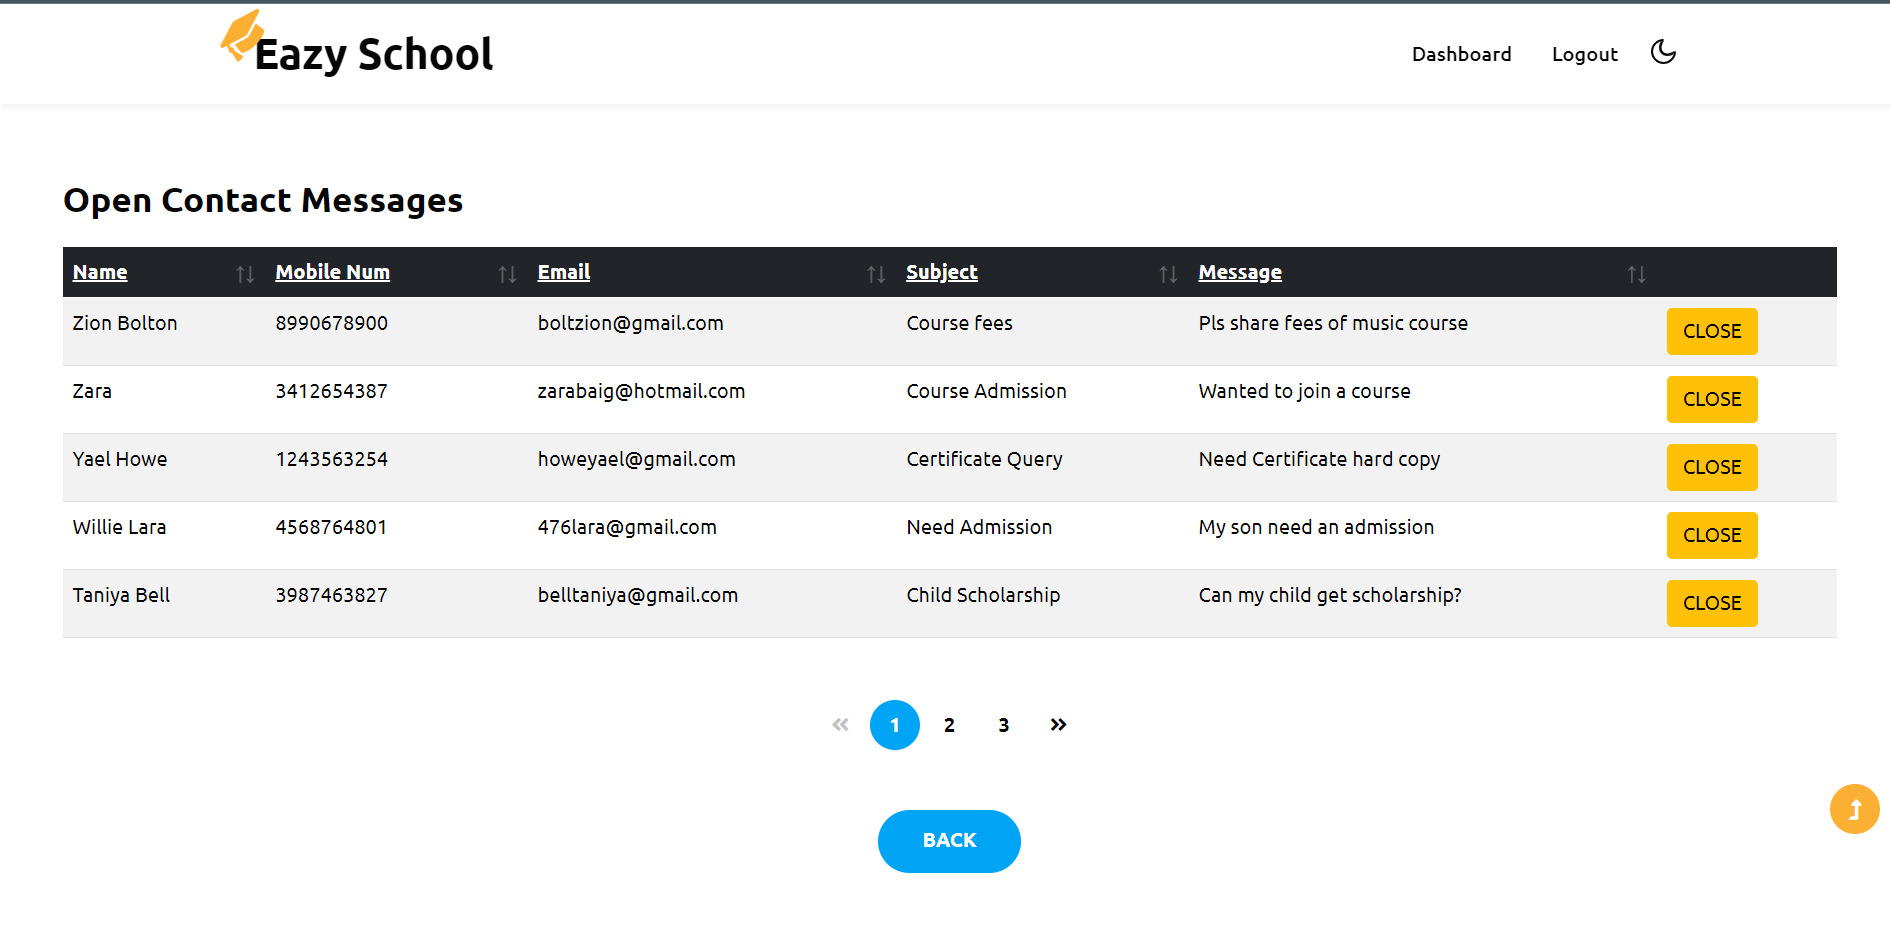 Eazy School
Dashboard Logout
Open Contact Messages
Name Mobile Num Email Subject Message
Zion Bolton 8990678900 boltzion@gmail.com Course fees Pls share fees of music course CLOSE
Zara 3412654387 zarabaig@hotmail.com Course Admission Wanted to join a course CLOSE
Yael Howe 1243563254 howeyael@gmail.com Certificate Query Need Certificate hard copy CLOSE
Willie Lara 4568764801 476lara@gmail.com Need Admission My son need an admission CLOSE
Taniya Bell 3987463827 belltaniya@gmail.com Child Scholarship Can my child get scholarship? CLOSE
« 1 2 3 »
BACK